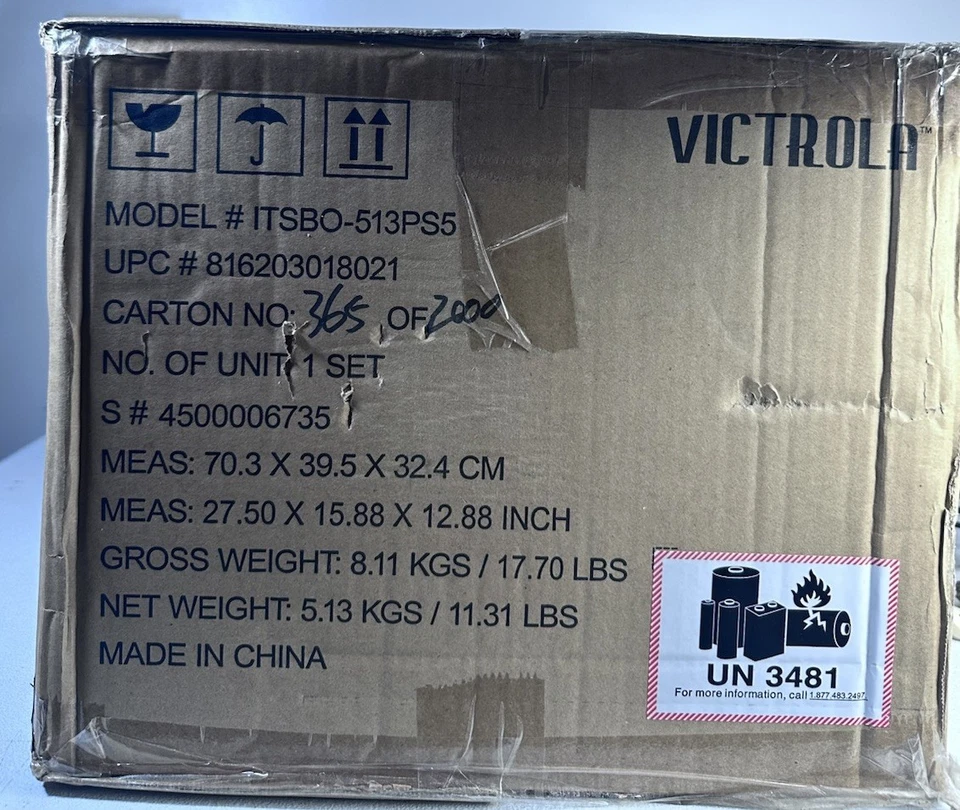 VICTROLA™
MODEL # ITSBO-513PS5
UPC # 816203018021
CARTON NO: 365 OF 2000
NO. OF UNIT: 1 SET
S # 4500006735
MEAS: 70.3 X 39.5 X 32.4 CM
MEAS: 27.50 X 15.88 X 12.88 INCH
GROSS WEIGHT: 8.11 KGS / 17.70 LBS
NET WEIGHT: 5.13 KGS / 11.31 LBS
MADE IN CHINA
UN 3481
For more information, call 1.877.483.2497